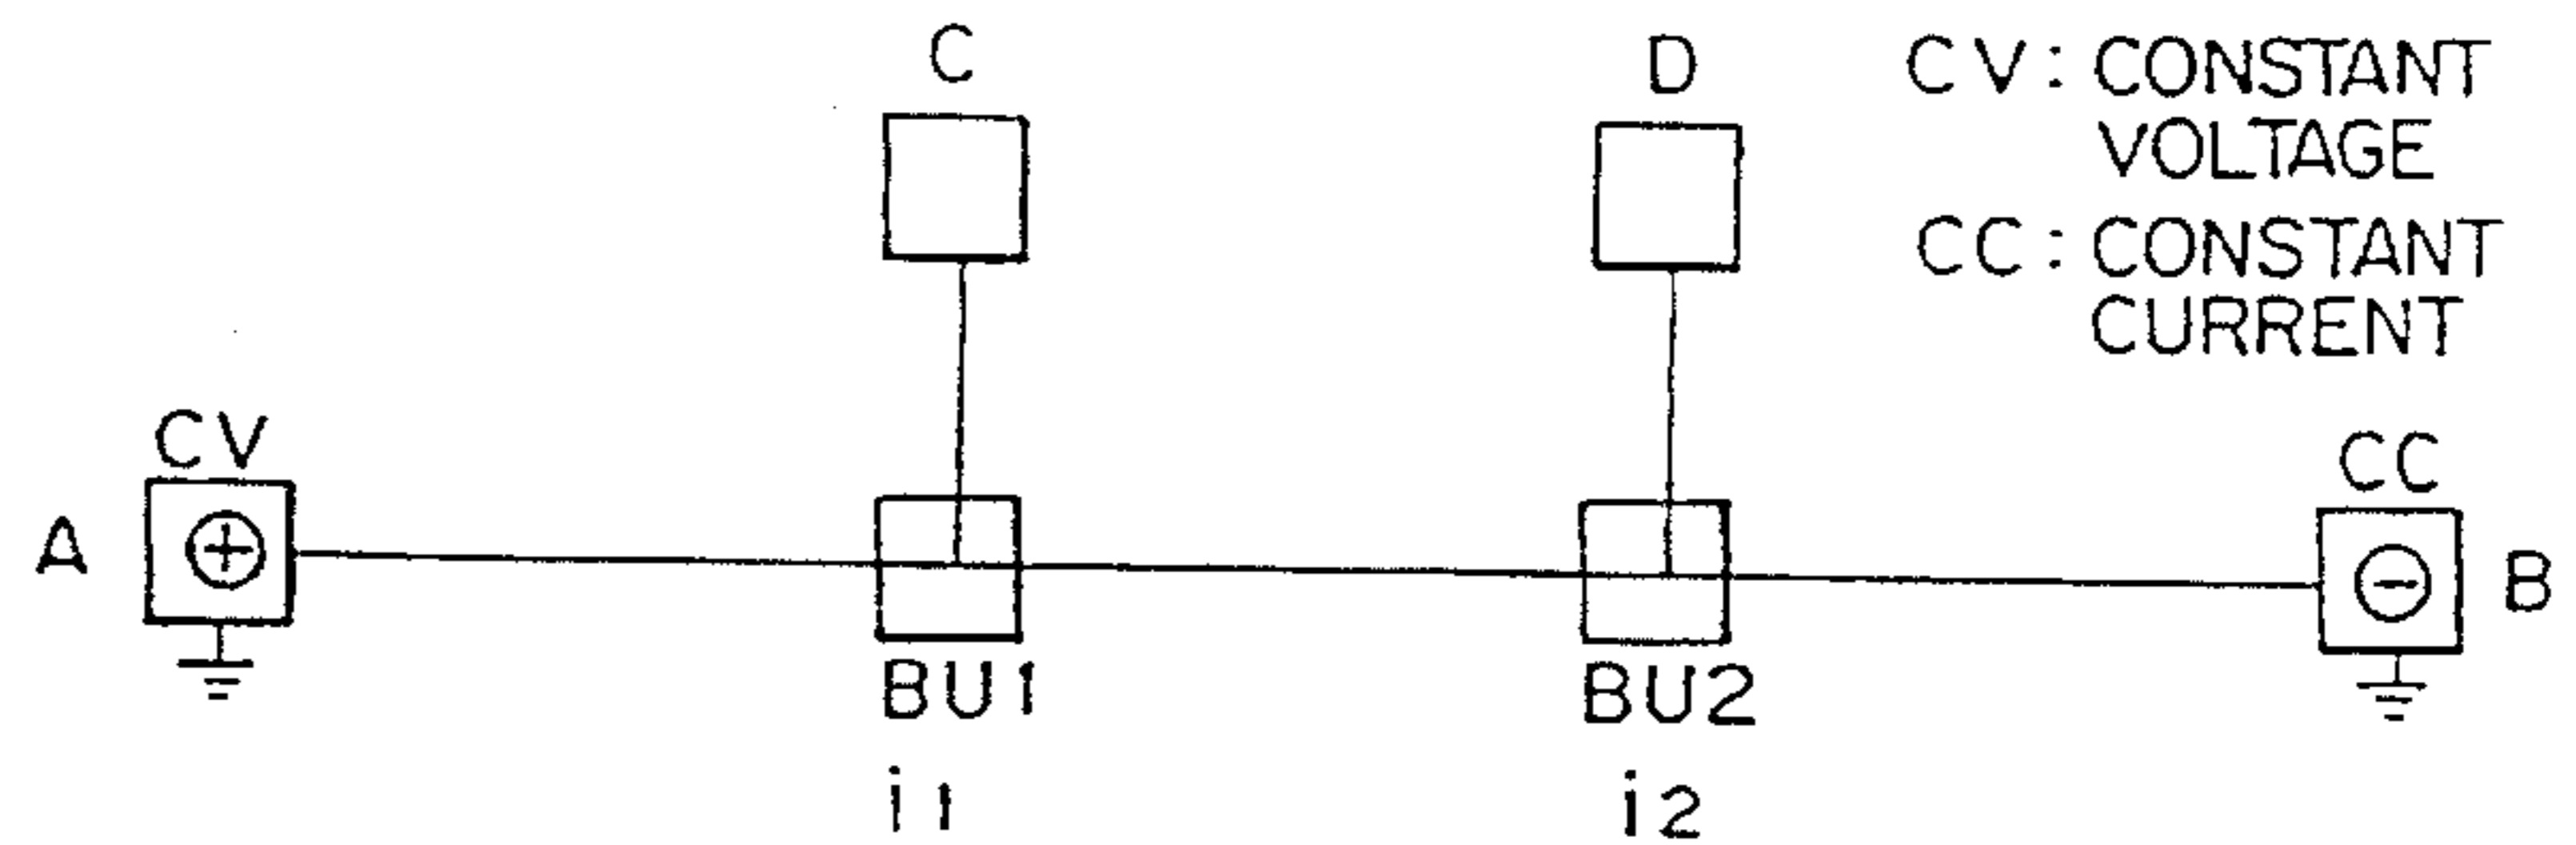 C
D
CV: CONSTANT
VOLTAGE
CC: CONSTANT
CURRENT
CV
CC
A
+
−
B
BU1
BU2
i1
i2